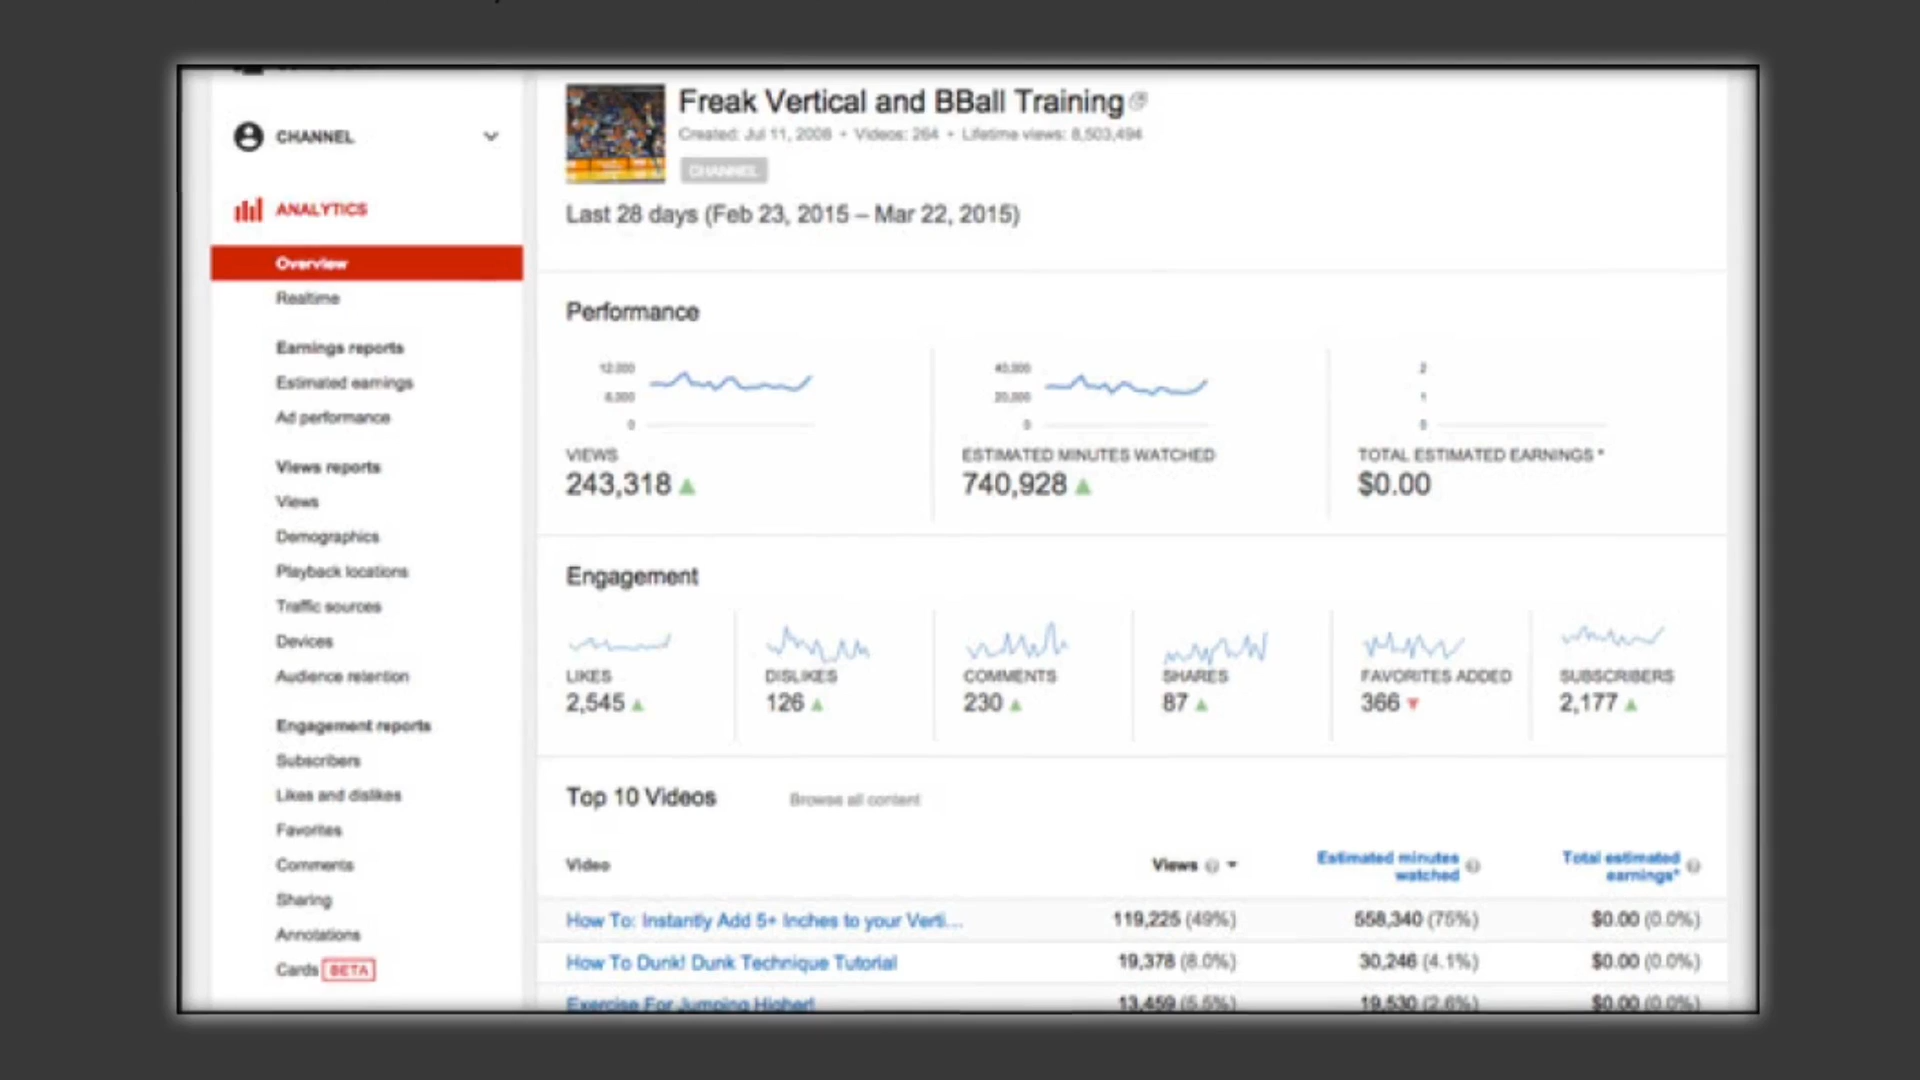 CHANNEL
ANALYTICS
Overview
Realtime
Earnings reports
Estimated earnings
Ad performance
Views reports
Views
Demographics
Playback locations
Traffic sources
Devices
Audience retention
Engagement reports
Subscribers
Likes and dislikes
Favorites
Comments
Sharing
Annotations
Cards BETA
Freak Vertical and BBall Training
Created: Jul 11, 2008 • Videos: 264 • Lifetime views: 8,503,494
CHANNEL
Last 28 days (Feb 23, 2015 – Mar 22, 2015)
Performance
12,000
6,000
0
VIEWS
243,318
40,000
20,000
0
ESTIMATED MINUTES WATCHED
740,928
2
1
0
TOTAL ESTIMATED EARNINGS *
$0.00
Engagement
LIKES
2,545
DISLIKES
126
COMMENTS
230
SHARES
87
FAVORITES ADDED
366
SUBSCRIBERS
2,177
Top 10 Videos Browse all content
Video Views Estimated minutes watched Total estimated earnings*
How To: Instantly Add 5+ Inches to your Verti... 119,225 (49%) 558,340 (75%) $0.00 (0.0%)
How To Dunk! Dunk Technique Tutorial 19,378 (8.0%) 30,246 (4.1%) $0.00 (0.0%)
Exercise For Jumping Higher! 13,459 (5.5%) 19,530 (2.6%) $0.00 (0.0%)